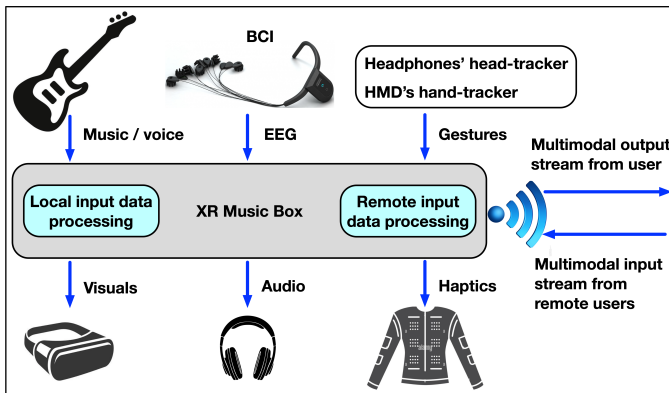 BCI
Headphones' head-tracker
HMD's hand-tracker
Music / voice
EEG
Gestures
Multimodal output
stream from user
Local input data
processing
XR Music Box
Remote input
data processing
Multimodal input
stream from
remote users
Visuals
Audio
Haptics